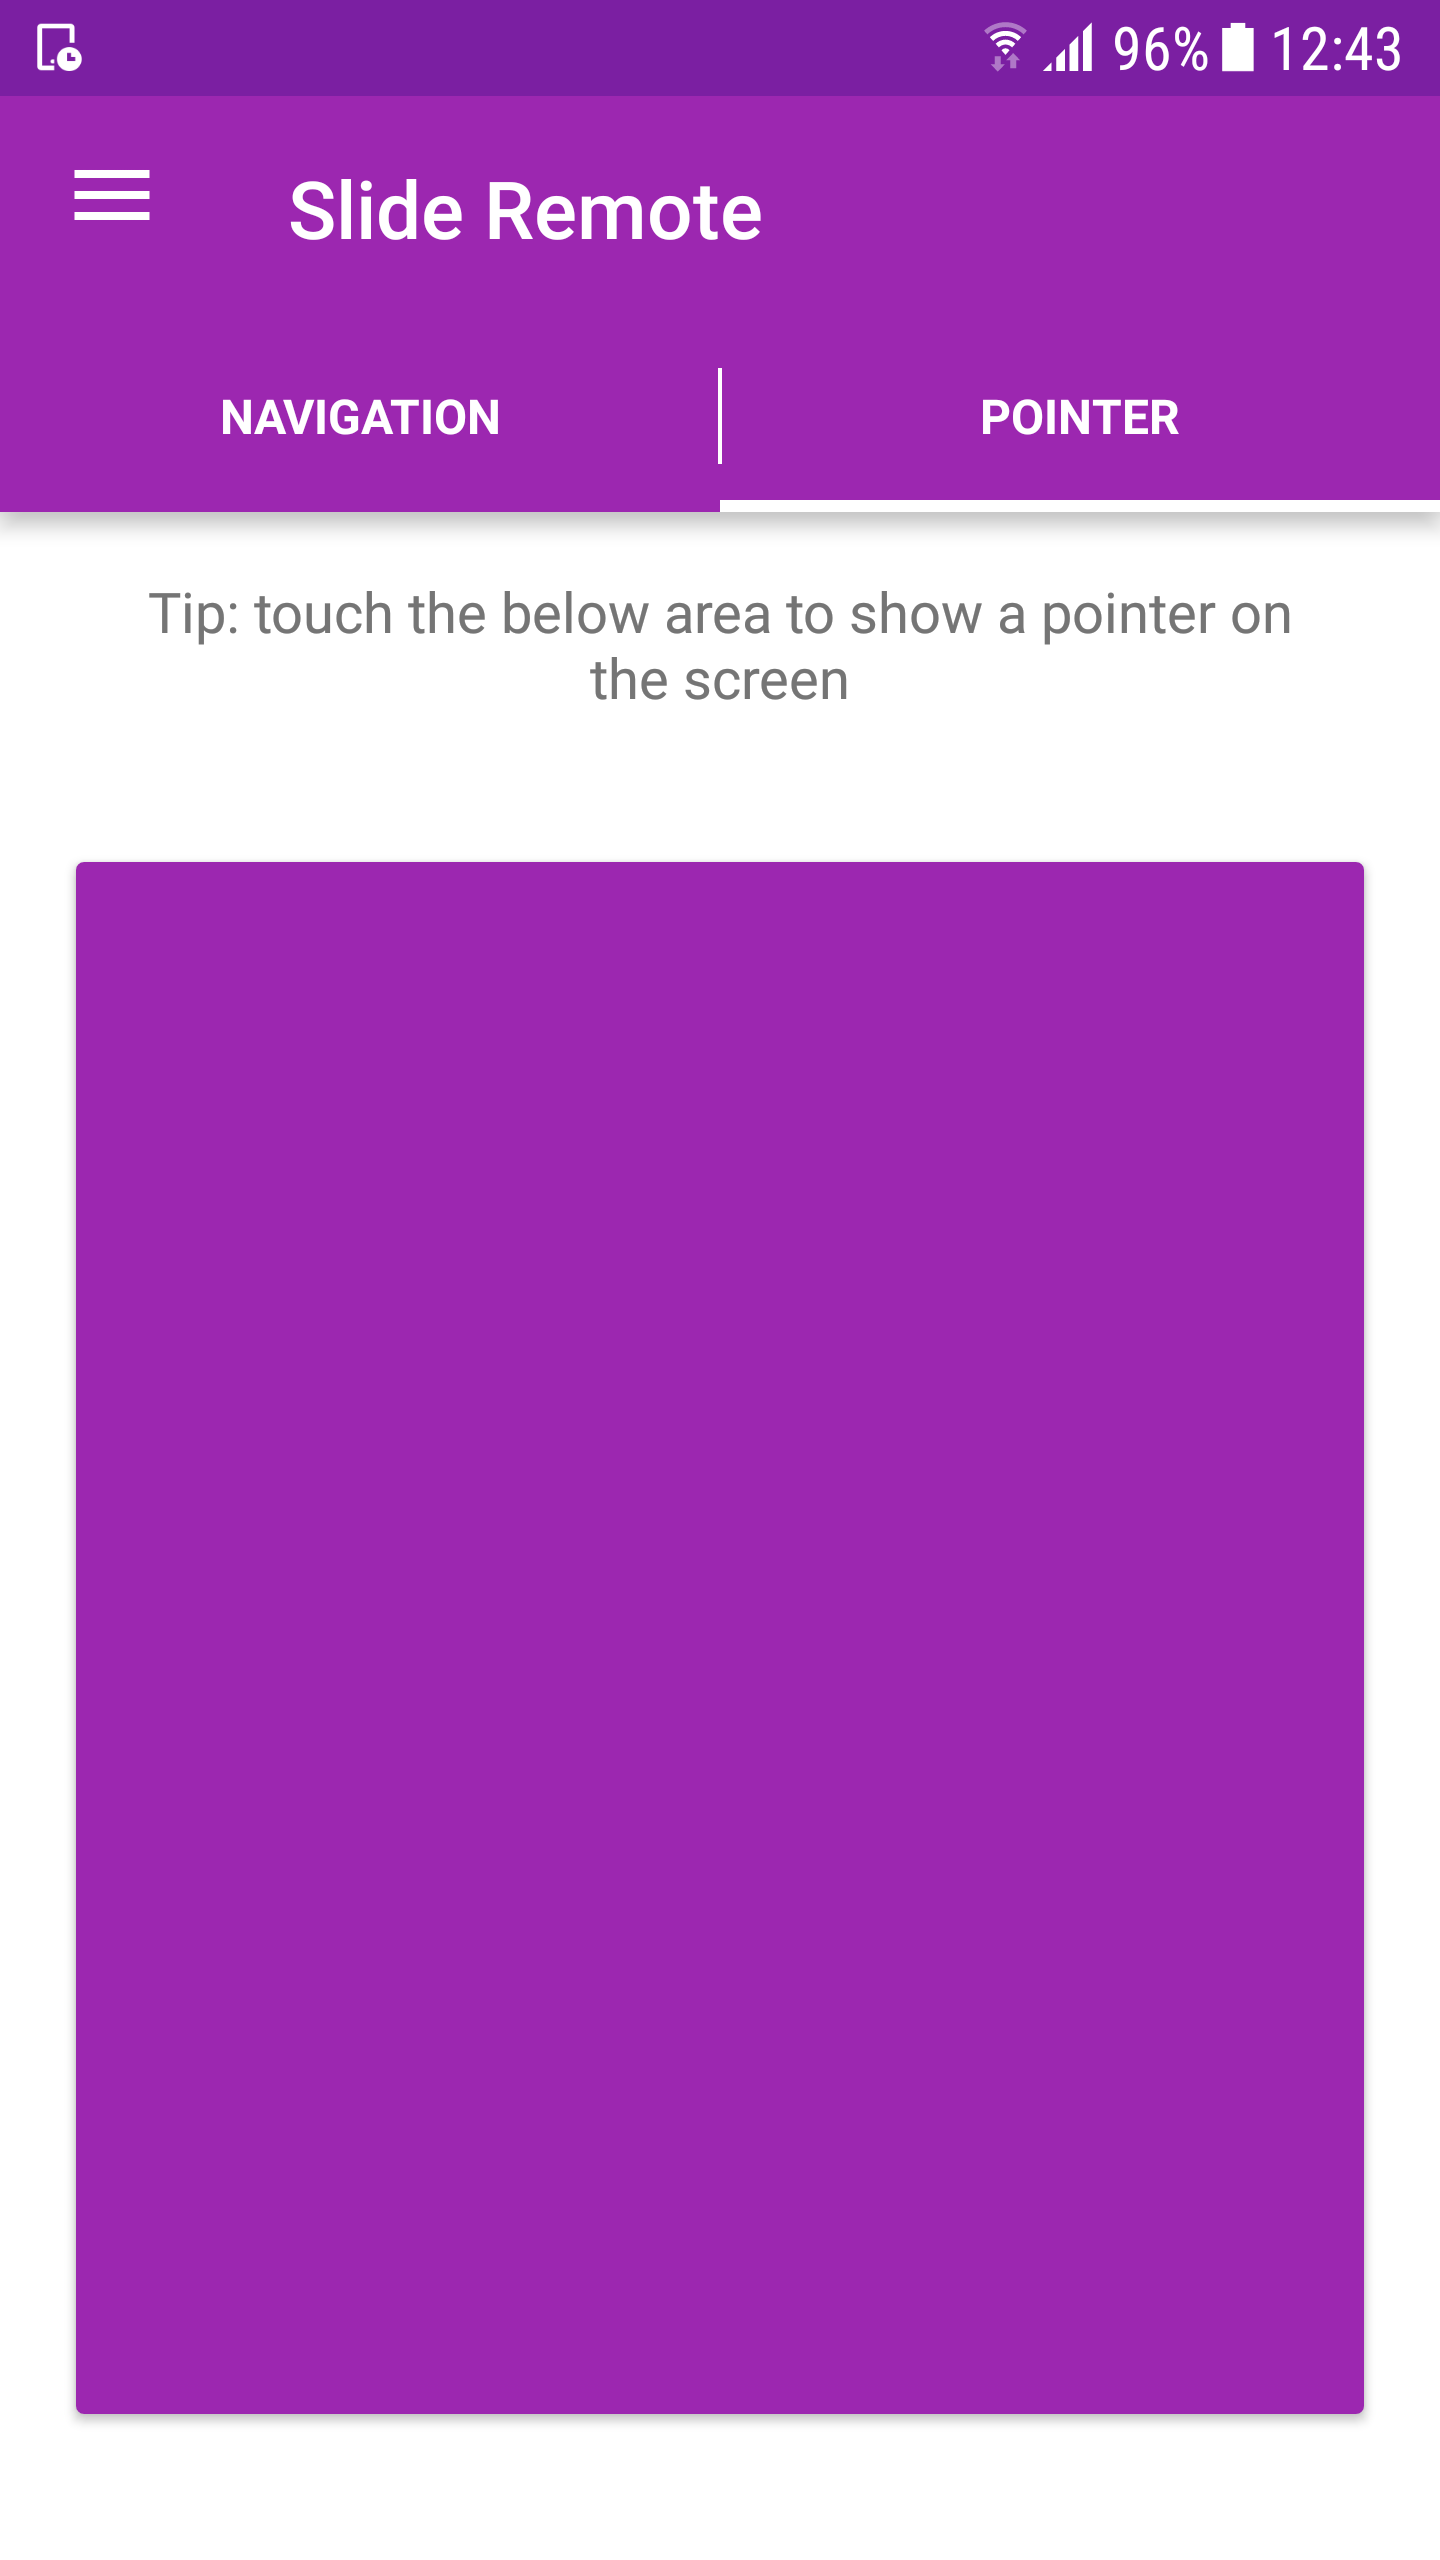 96% 12:43
Slide Remote
NAVIGATION
POINTER
Tip: touch the below area to show a pointer on
the screen